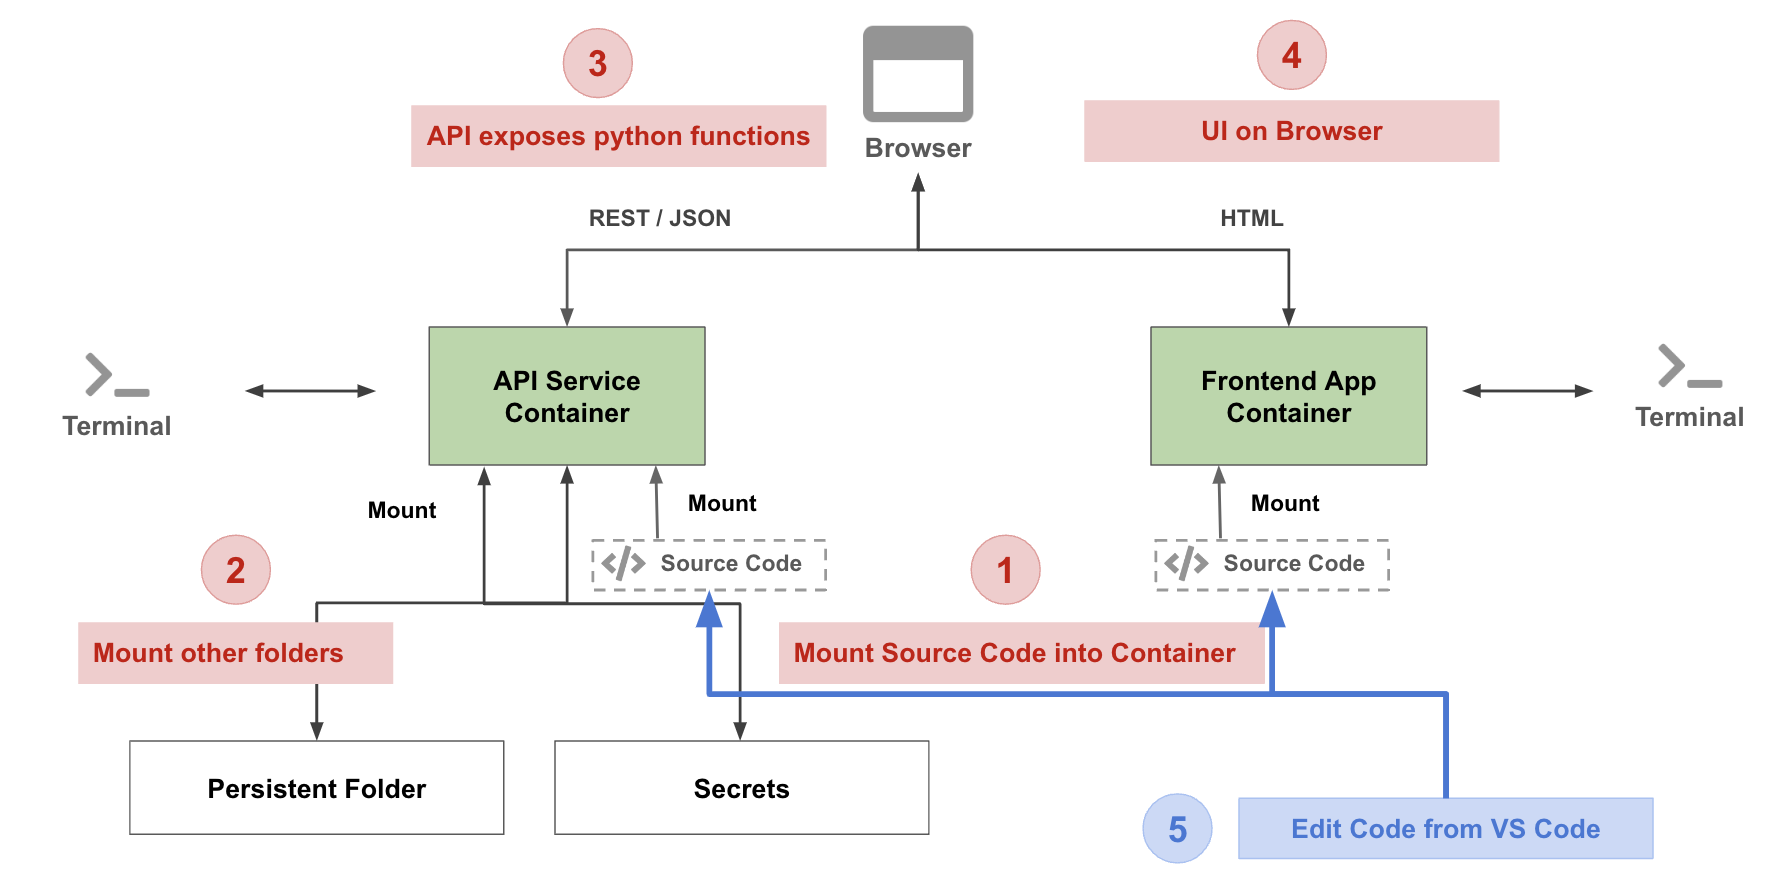 3
4
API exposes python functions
UI on Browser
Browser
REST / JSON
HTML
API Service
Container
Frontend App
Container
Terminal
Terminal
Mount
Mount
Mount
Source Code
Source Code
2
1
Mount other folders
Mount Source Code into Container
Persistent Folder
Secrets
5
Edit Code from VS Code